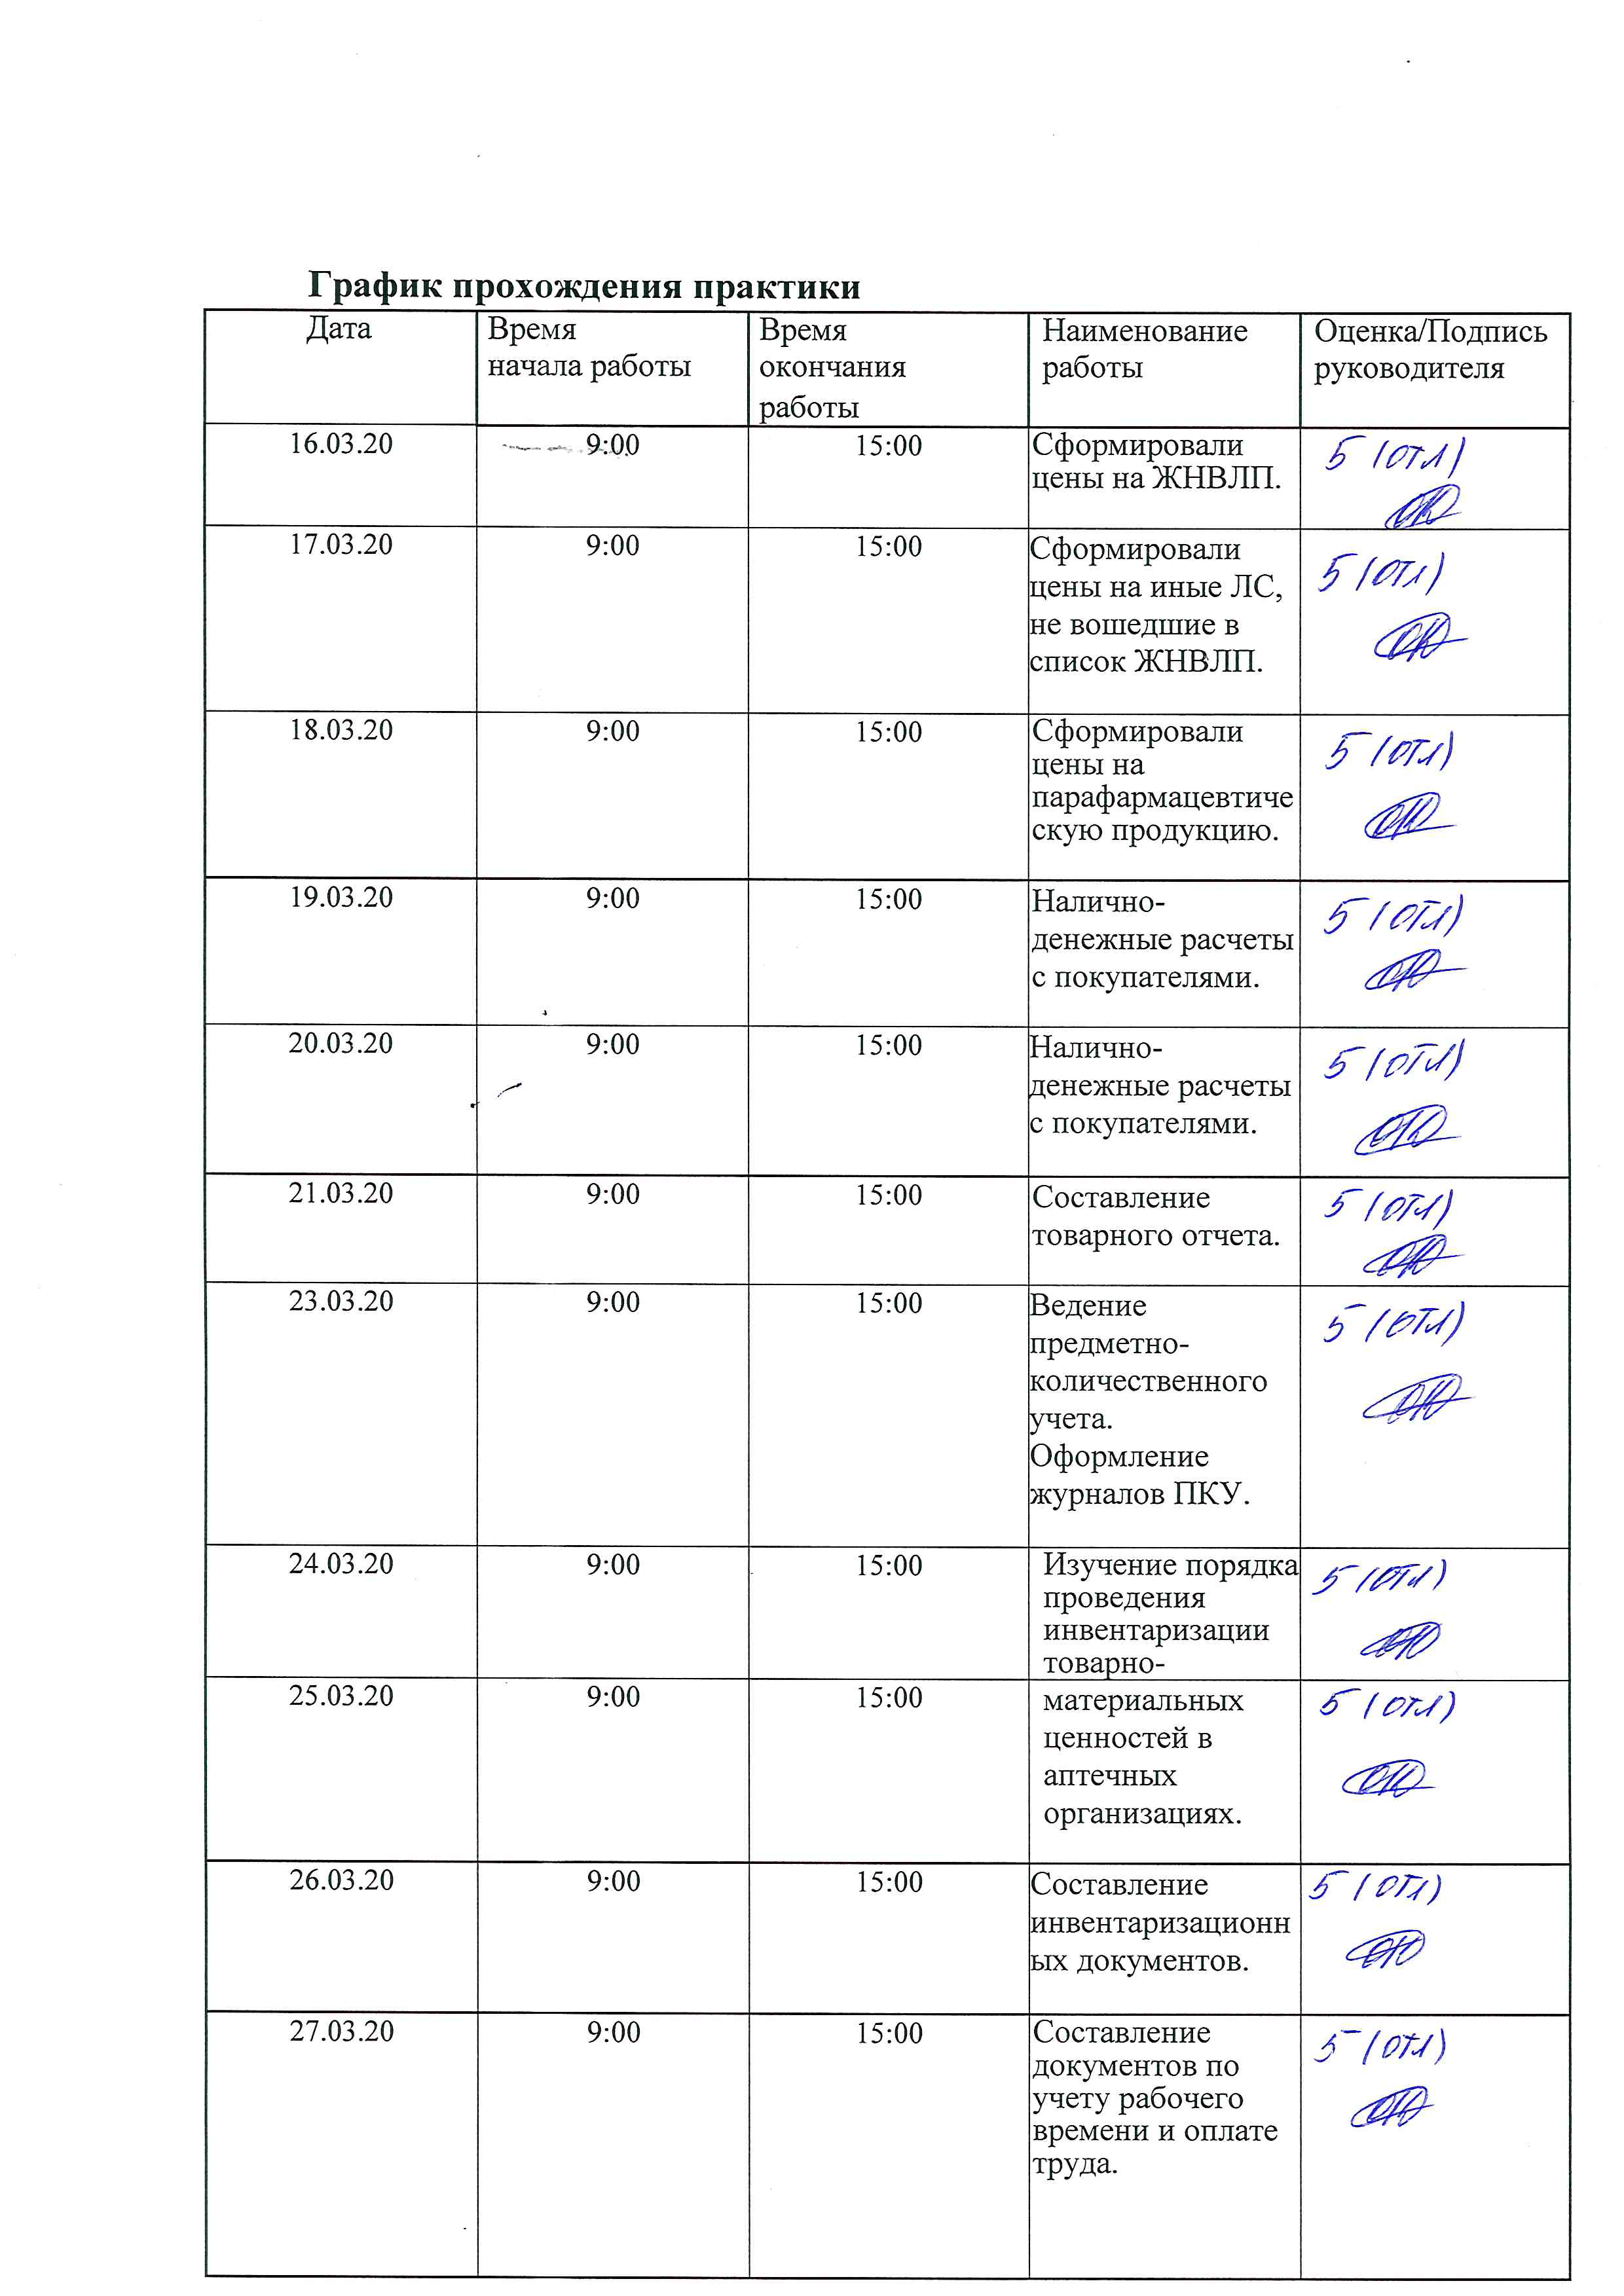 График прохождения практики
Дата
Время
начала работы
Время
окончания
работы
Наименование
работы
Оценка/Подпись
руководителя
16.03.20
9:00
15:00
Сформировали
цены на ЖНВЛП.
5 (отл)
17.03.20
9:00
15:00
Сформировали
цены на иные ЛС,
не вошедшие в
список ЖНВЛП.
5 (отл)
18.03.20
9:00
15:00
Сформировали
цены на
парафармацевтиче
скую продукцию.
5 (отл)
19.03.20
9:00
15:00
Налично-
денежные расчеты
с покупателями.
5 (отл)
20.03.20
9:00
15:00
Налично-
денежные расчеты
с покупателями.
5 (отл)
21.03.20
9:00
15:00
Составление
товарного отчета.
5 (отл)
23.03.20
9:00
15:00
Ведение
предметно-
количественного
учета.
Оформление
журналов ПКУ.
5 (отл)
24.03.20
9:00
15:00
Изучение порядка
проведения
инвентаризации
товарно-
5 (отл)
25.03.20
9:00
15:00
материальных
ценностей в
аптечных
организациях.
5 (отл)
26.03.20
9:00
15:00
Составление
инвентаризационн
ых документов.
5 (отл)
27.03.20
9:00
15:00
Составление
документов по
учету рабочего
времени и оплате
труда.
5 (отл)